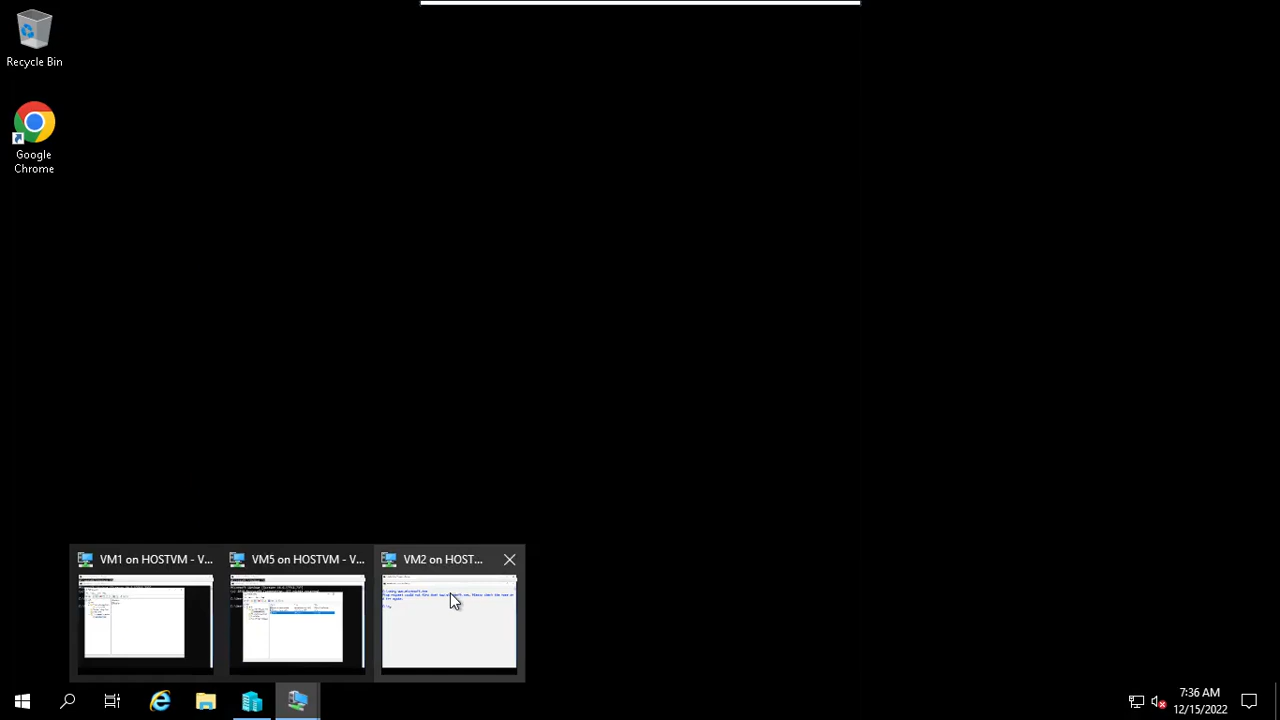 Recycle Bin
Google
Chrome
VM1 on HOSTVM - V...
VM5 on HOSTVM - V...
VM2 on HOST...
7:36 AM
12/15/2022